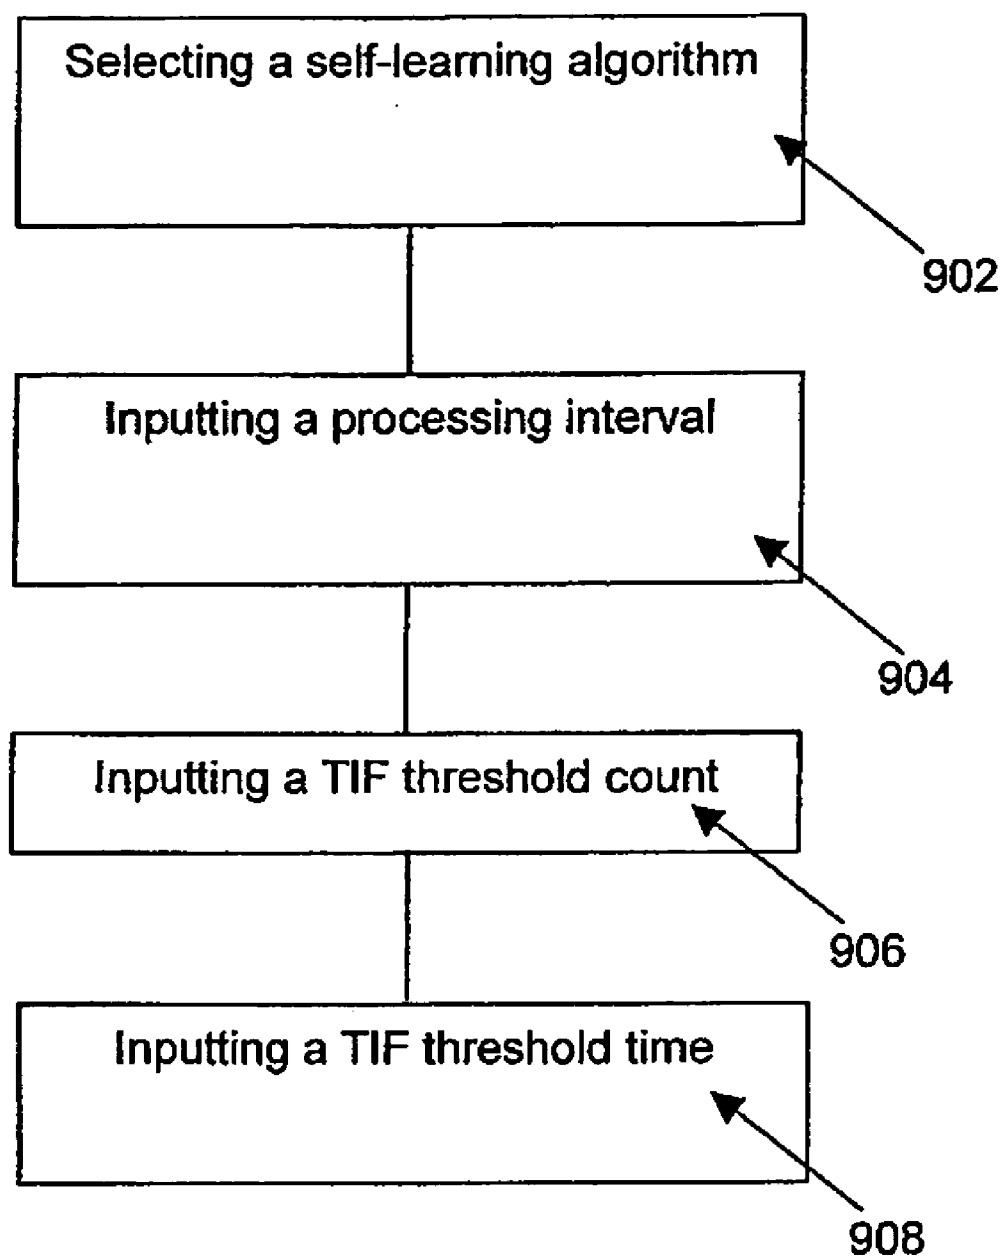 Selecting a self-learning algorithm
902
Inputting a processing interval
904
Inputting a TIF threshold count
906
Inputting a TIF threshold time
908